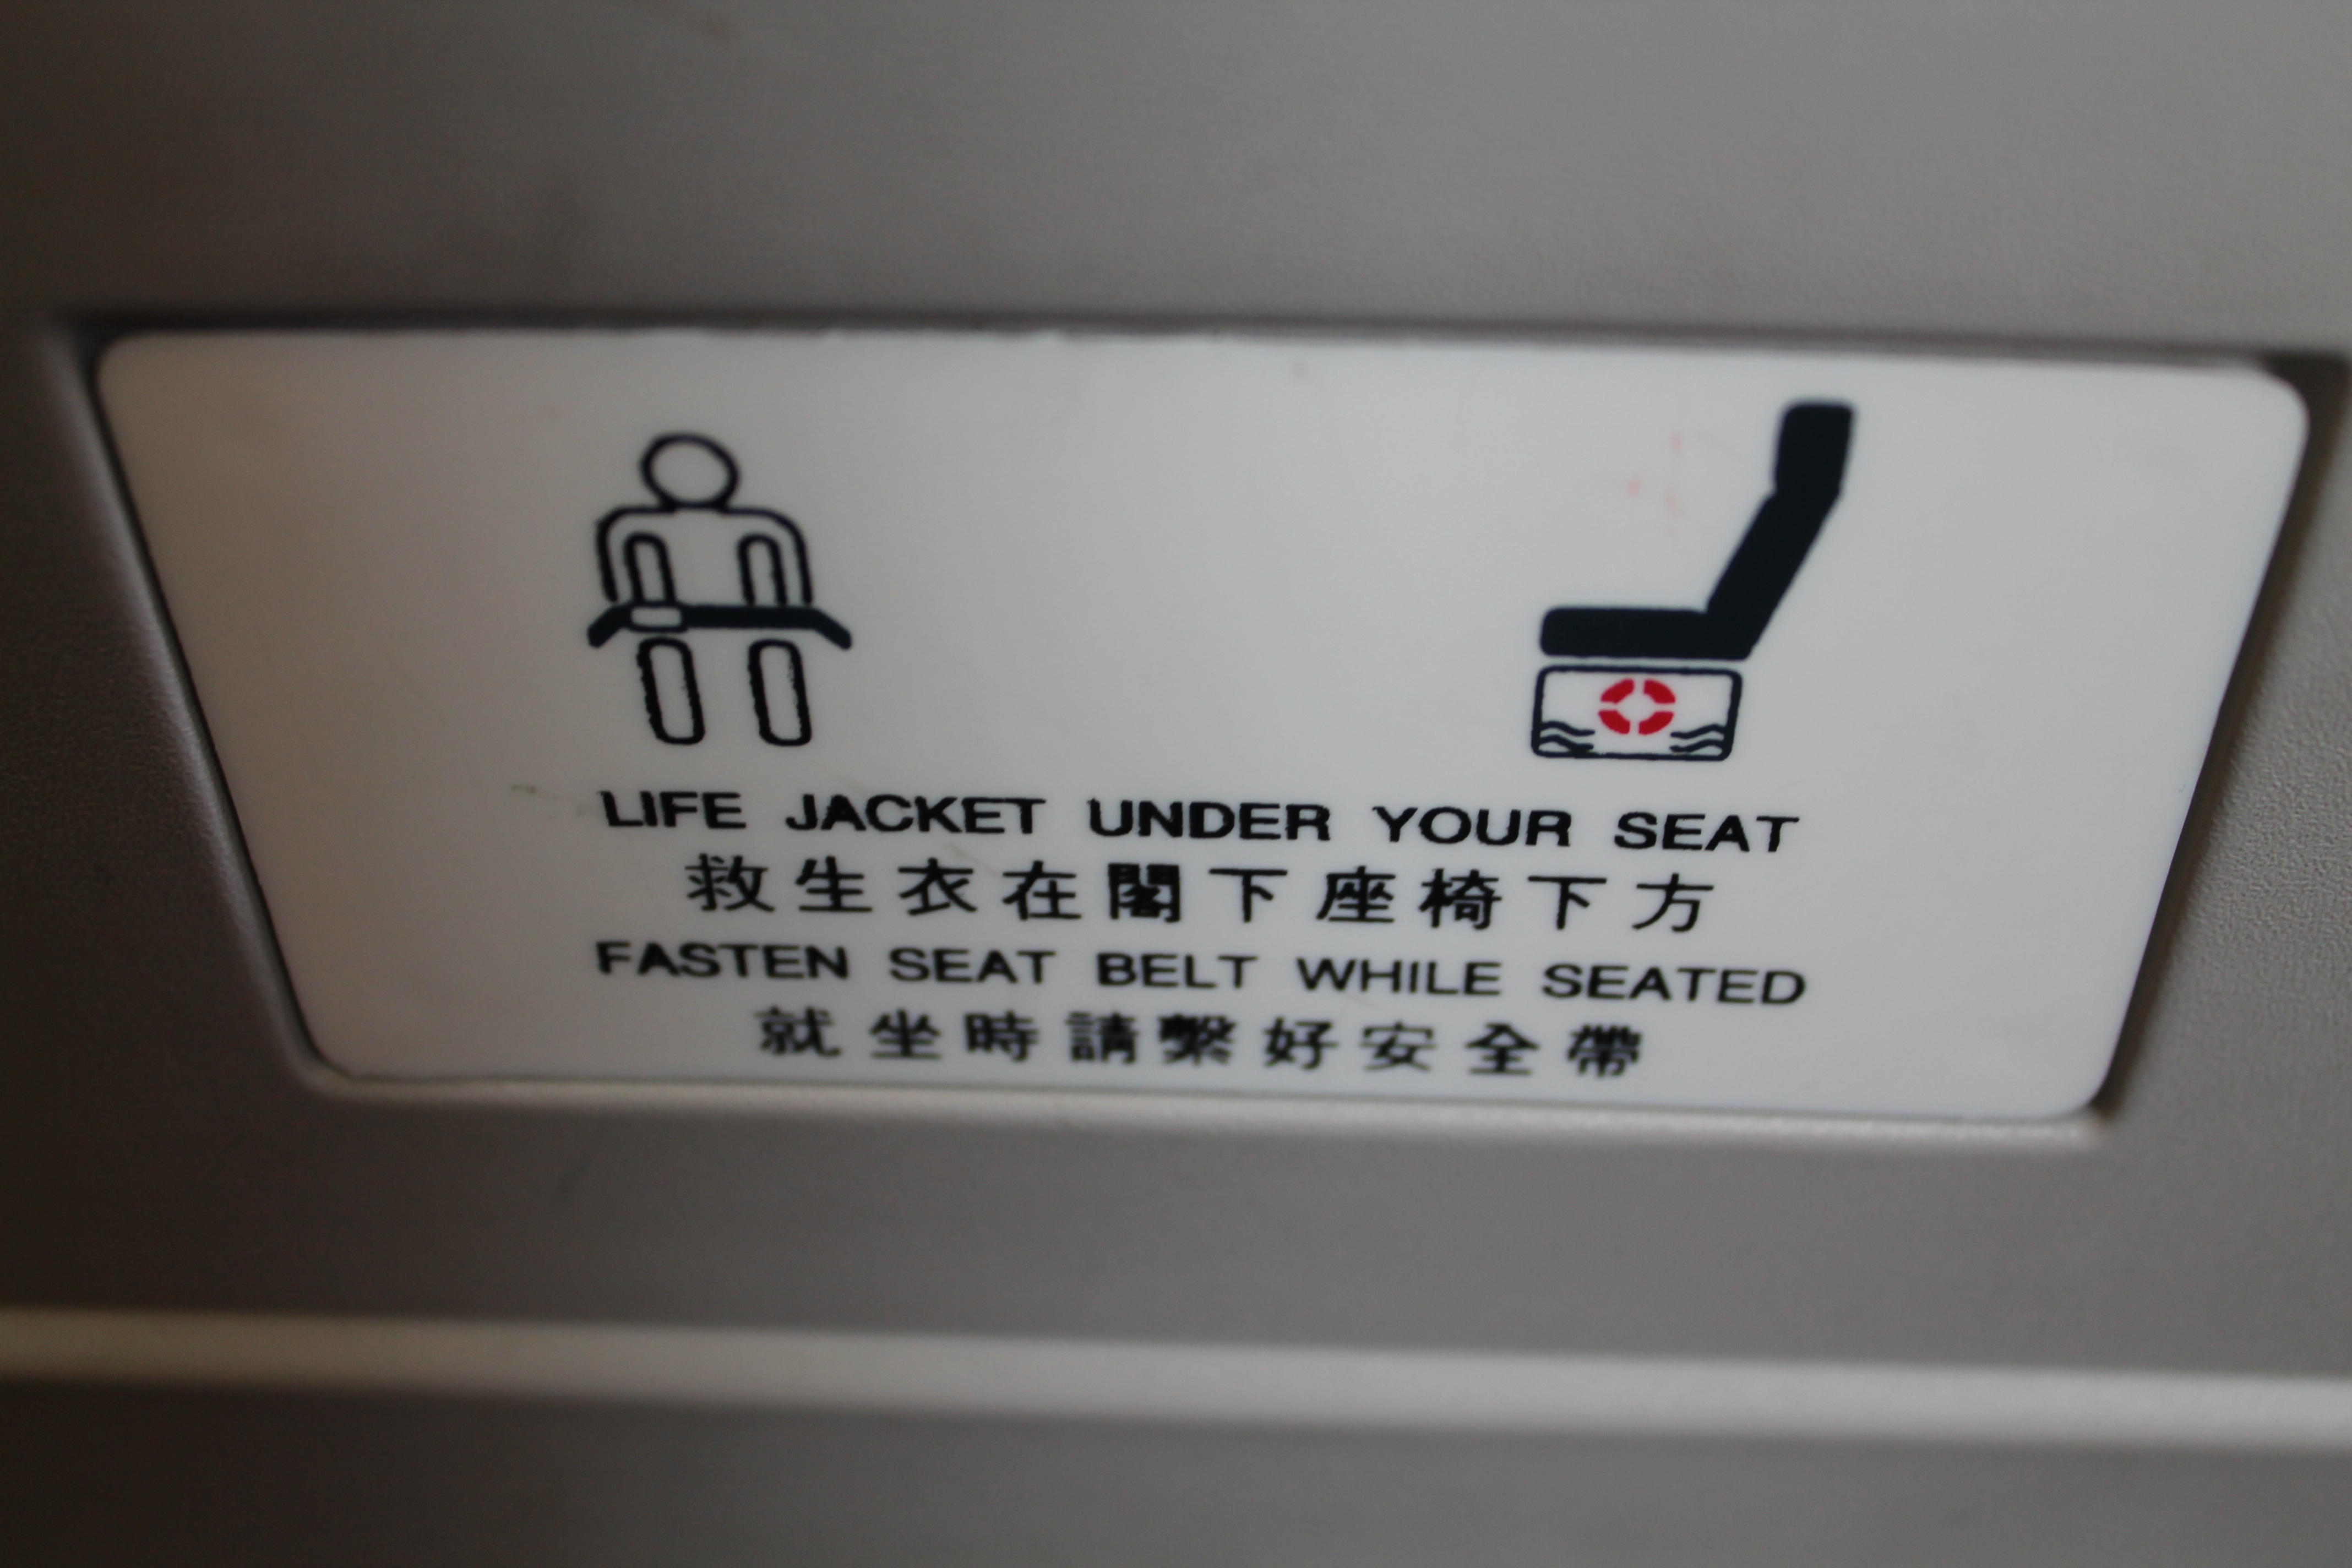 LIFE JACKET UNDER YOUR SEAT
救生衣在閣下座椅下方
FASTEN SEAT BELT WHILE SEATED
就坐時請繫好安全帶